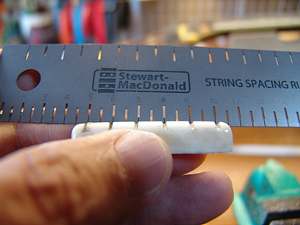 Stewart-
MacDonald
STRING SPACING